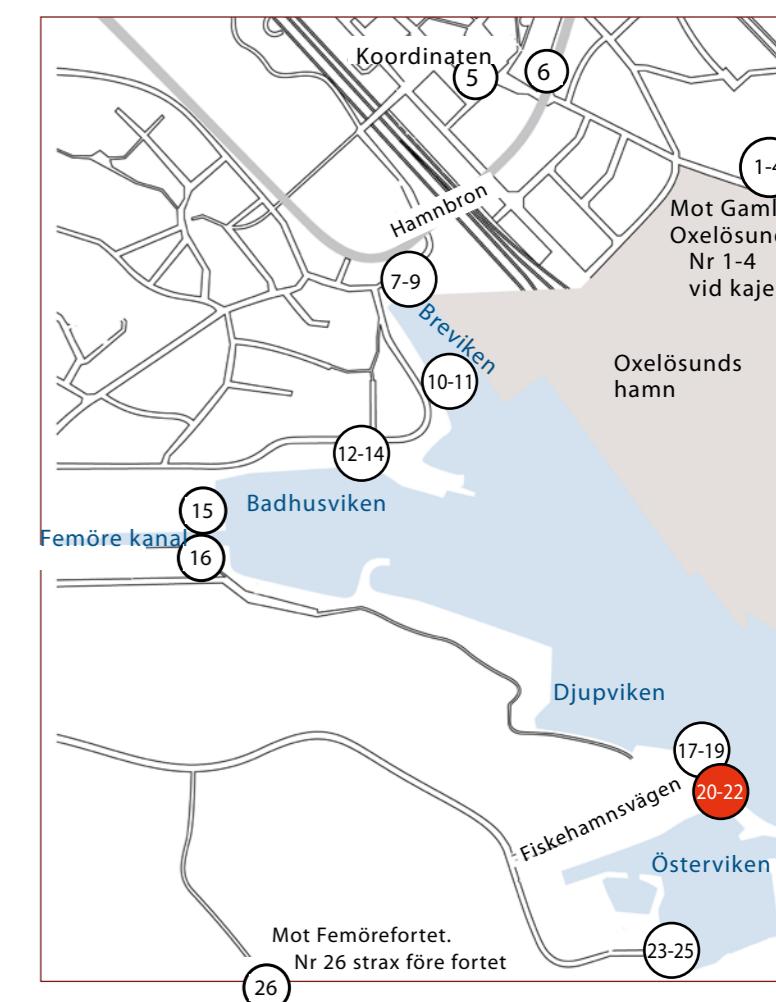 Koordinaten
5
6
1-4
Hamnbron
Mot Gaml
Oxelösund
Nr 1-4
vid kaje
7-9
Breviken
Oxelösunds
hamn
10-11
12-14
15
Badhusviken
Femöre kanal
16
Djupviken
17-19
20-22
Fiskehamnsvägen
Österviken
Mot Femörefortet.
Nr 26 strax före fortet
23-25
26